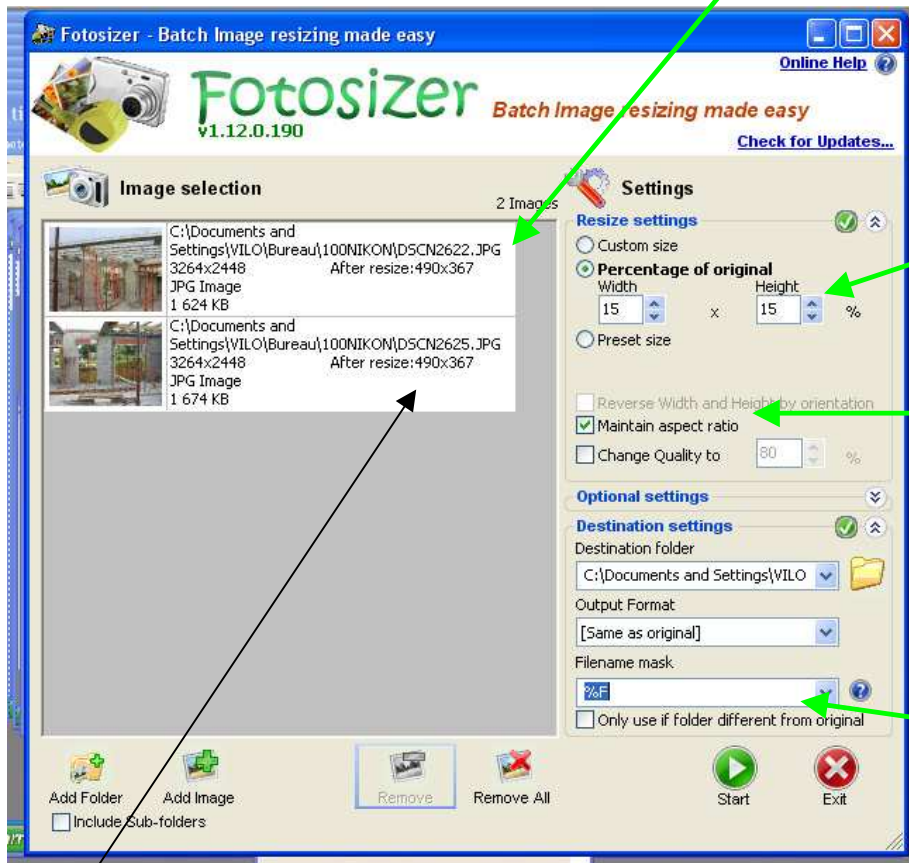 Fotosizer - Batch Image resizing made easy
Online Help
Fotosizer Batch Image resizing made easy
v1.12.0.190
Check for Updates...
Image selection
2 Images
C:\Documents and
Settings\VILO\Bureau\100NIKON\DSCN2622.JPG
3264x2448 After resize:490x367
JPG Image
1 624 KB
C:\Documents and
Settings\VILO\Bureau\100NIKON\DSCN2625.JPG
3264x2448 After resize:490x367
JPG Image
1 674 KB
Settings
Resize settings
Custom size
Percentage of original
Width Height
15 x 15 %
Preset size
Reverse Width and Height by orientation
Maintain aspect ratio
Change Quality to 80 %
Optional settings
Destination settings
Destination folder
C:\Documents and Settings\VILO
Output Format
[Same as original]
Filename mask
%F
Only use if folder different from original
Add Folder Add Image Remove Remove All Start Exit
Include Sub-folders